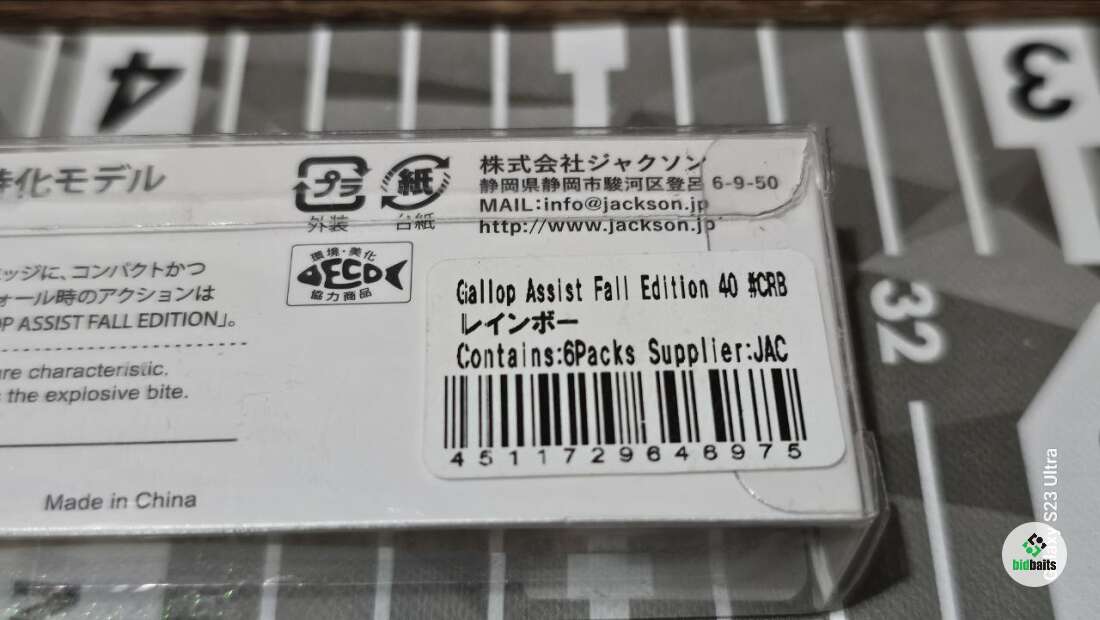 4
3
32
特化モデル
プラ
外装
紙
台紙
株式会社ジャクソン
静岡県静岡市駿河区登呂 6-9-50
MAIL:info@jackson.jp
http://www.jackson.jp
環境・美化
ECO
協力商品
ッジに、コンパクトかつ
ォール時のアクションは
OP ASSIST FALL EDITION」。
are characteristic.
the explosive bite.
Made in China
Gallop Assist Fall Edition 40 #CRB
レインボー
Contains:6Packs Supplier:JAC
4511729646975
S23 Ultra
bidbaits